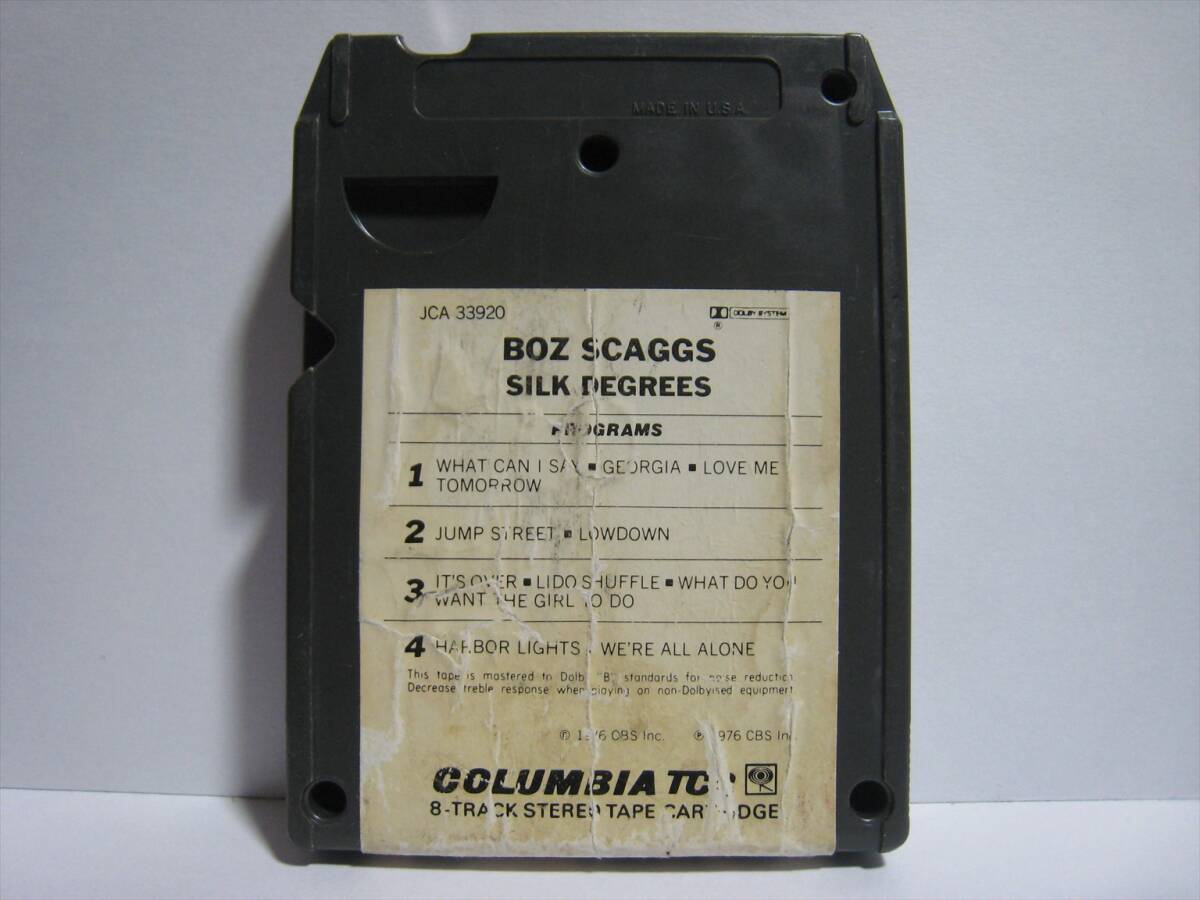 MADE IN U.S.A.
JCA 33920 DOLBY SYSTEM
®
BOZ SCAGGS
SILK DEGREES
PROGRAMS
1 WHAT CAN I SAY ■ GEORGIA ■ LOVE ME
TOMORROW
2 JUMP STREET ■ LOWDOWN
3 IT'S OVER ■ LIDO SHUFFLE ■ WHAT DO YOU
WANT THE GIRL TO DO
4 HARBOR LIGHTS ■ WE'RE ALL ALONE
This tape is mastered to Dolby "B" standards for noise reduction
Decrease treble response when playing on non-Dolbyised equipment
© 1976 CBS Inc. ℗ 1976 CBS Inc.
COLUMBIA TC8
8-TRACK STEREO TAPE CARTRIDGE